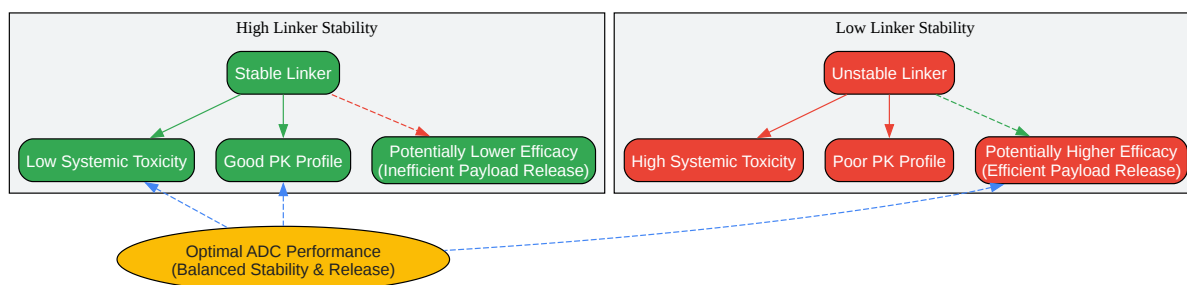 High Linker Stability
Stable Linker
Low Systemic Toxicity
Good PK Profile
Potentially Lower Efficacy
(Inefficient Payload Release)
Low Linker Stability
Unstable Linker
High Systemic Toxicity
Poor PK Profile
Potentially Higher Efficacy
(Efficient Payload Release)
Optimal ADC Performance
(Balanced Stability & Release)